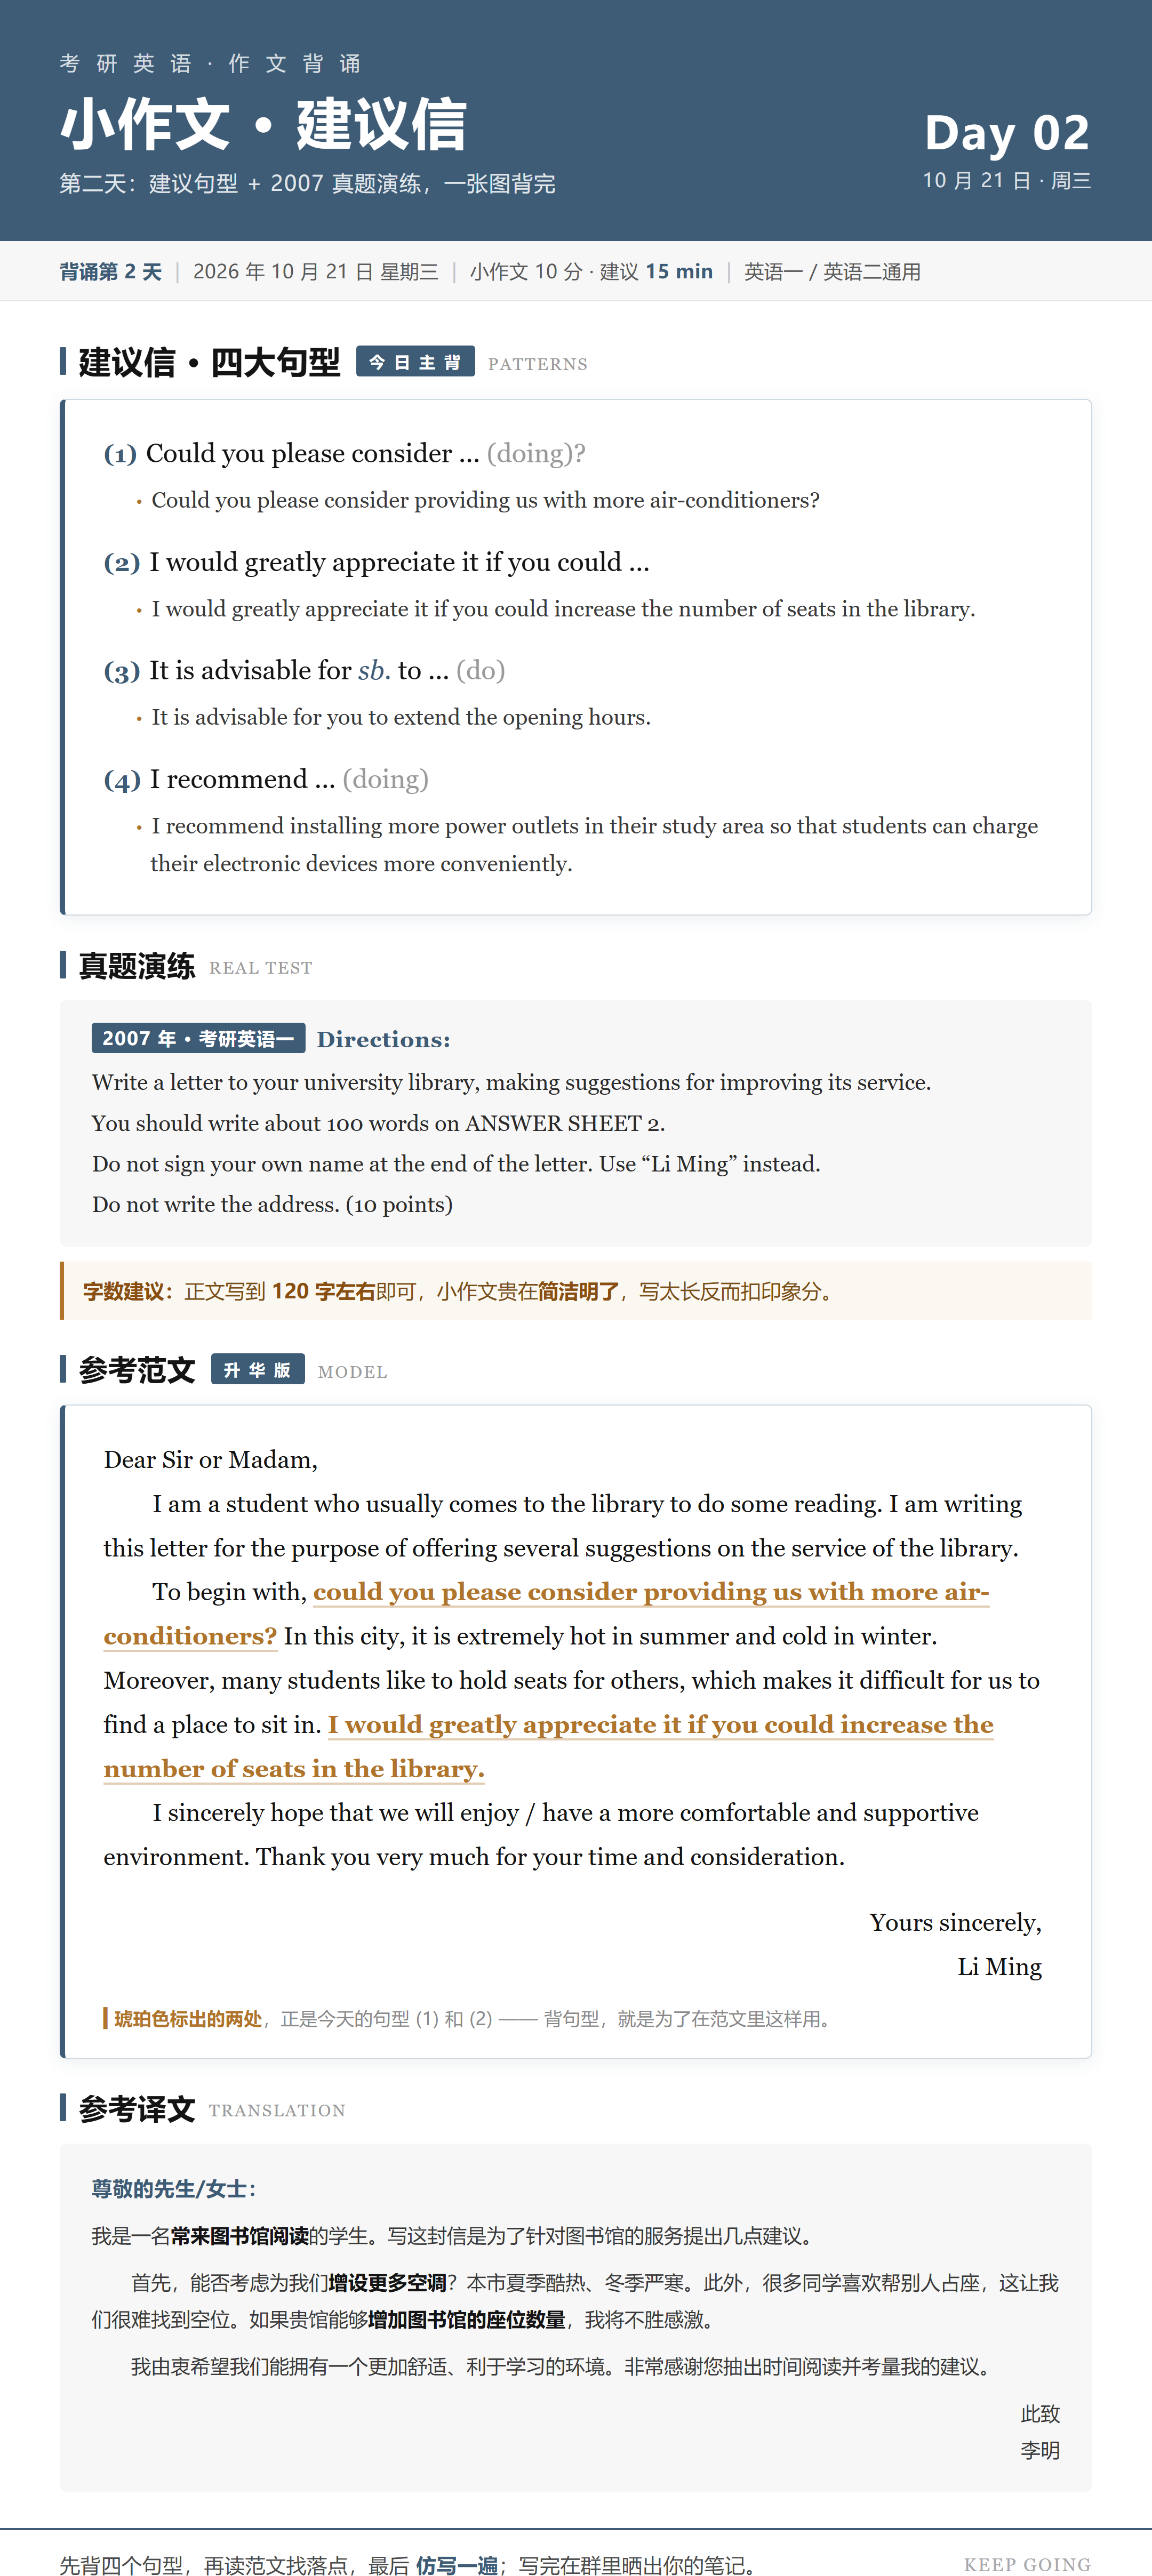 考研英语·作文背诵
小作文·建议信
第二天：建议句型 + 2007 真题演练，一张图背完
Day 02
10 月 21 日·周三
背诵第 2 天 | 2026 年 10 月 21 日 星期三 | 小作文 10 分·建议 15 min | 英语一 / 英语二通用
建议信·四大句型 今日主背 PATTERNS
(1) Could you please consider ... (doing)?
• Could you please consider providing us with more air-conditioners?
(2) I would greatly appreciate it if you could ...
• I would greatly appreciate it if you could increase the number of seats in the library.
(3) It is advisable for sb. to ... (do)
• It is advisable for you to extend the opening hours.
(4) I recommend ... (doing)
• I recommend installing more power outlets in their study area so that students can charge
their electronic devices more conveniently.
真题演练 REAL TEST
2007 年·考研英语一 Directions:
Write a letter to your university library, making suggestions for improving its service.
You should write about 100 words on ANSWER SHEET 2.
Do not sign your own name at the end of the letter. Use “Li Ming” instead.
Do not write the address. (10 points)
字数建议：正文写到 120 字左右即可，小作文贵在简洁明了，写太长反而扣印象分。
参考范文 升华版 MODEL
Dear Sir or Madam,
I am a student who usually comes to the library to do some reading. I am writing
this letter for the purpose of offering several suggestions on the service of the library.
To begin with, could you please consider providing us with more air-
conditioners? In this city, it is extremely hot in summer and cold in winter.
Moreover, many students like to hold seats for others, which makes it difficult for us to
find a place to sit in. I would greatly appreciate it if you could increase the
number of seats in the library.
I sincerely hope that we will enjoy / have a more comfortable and supportive
environment. Thank you very much for your time and consideration.
Yours sincerely,
Li Ming
琥珀色标出的两处，正是今天的句型 (1) 和 (2) —— 背句型，就是为了在范文里这样用。
参考译文 TRANSLATION
尊敬的先生/女士：
我是一名常来图书馆阅读的学生。写这封信是为了针对图书馆的服务提出几点建议。
首先，能否考虑为我们增设更多空调？本市夏季酷热、冬季严寒。此外，很多同学喜欢帮别人占座，这让我
们很难找到空位。如果贵馆能够增加图书馆的座位数量，我将不胜感激。
我由衷希望我们能拥有一个更加舒适、利于学习的环境。非常感谢您抽出时间阅读并考量我的建议。
此致
李明
先背四个句型，再读范文找落点，最后 仿写一遍；写完在群里晒出你的笔记。
KEEP GOING